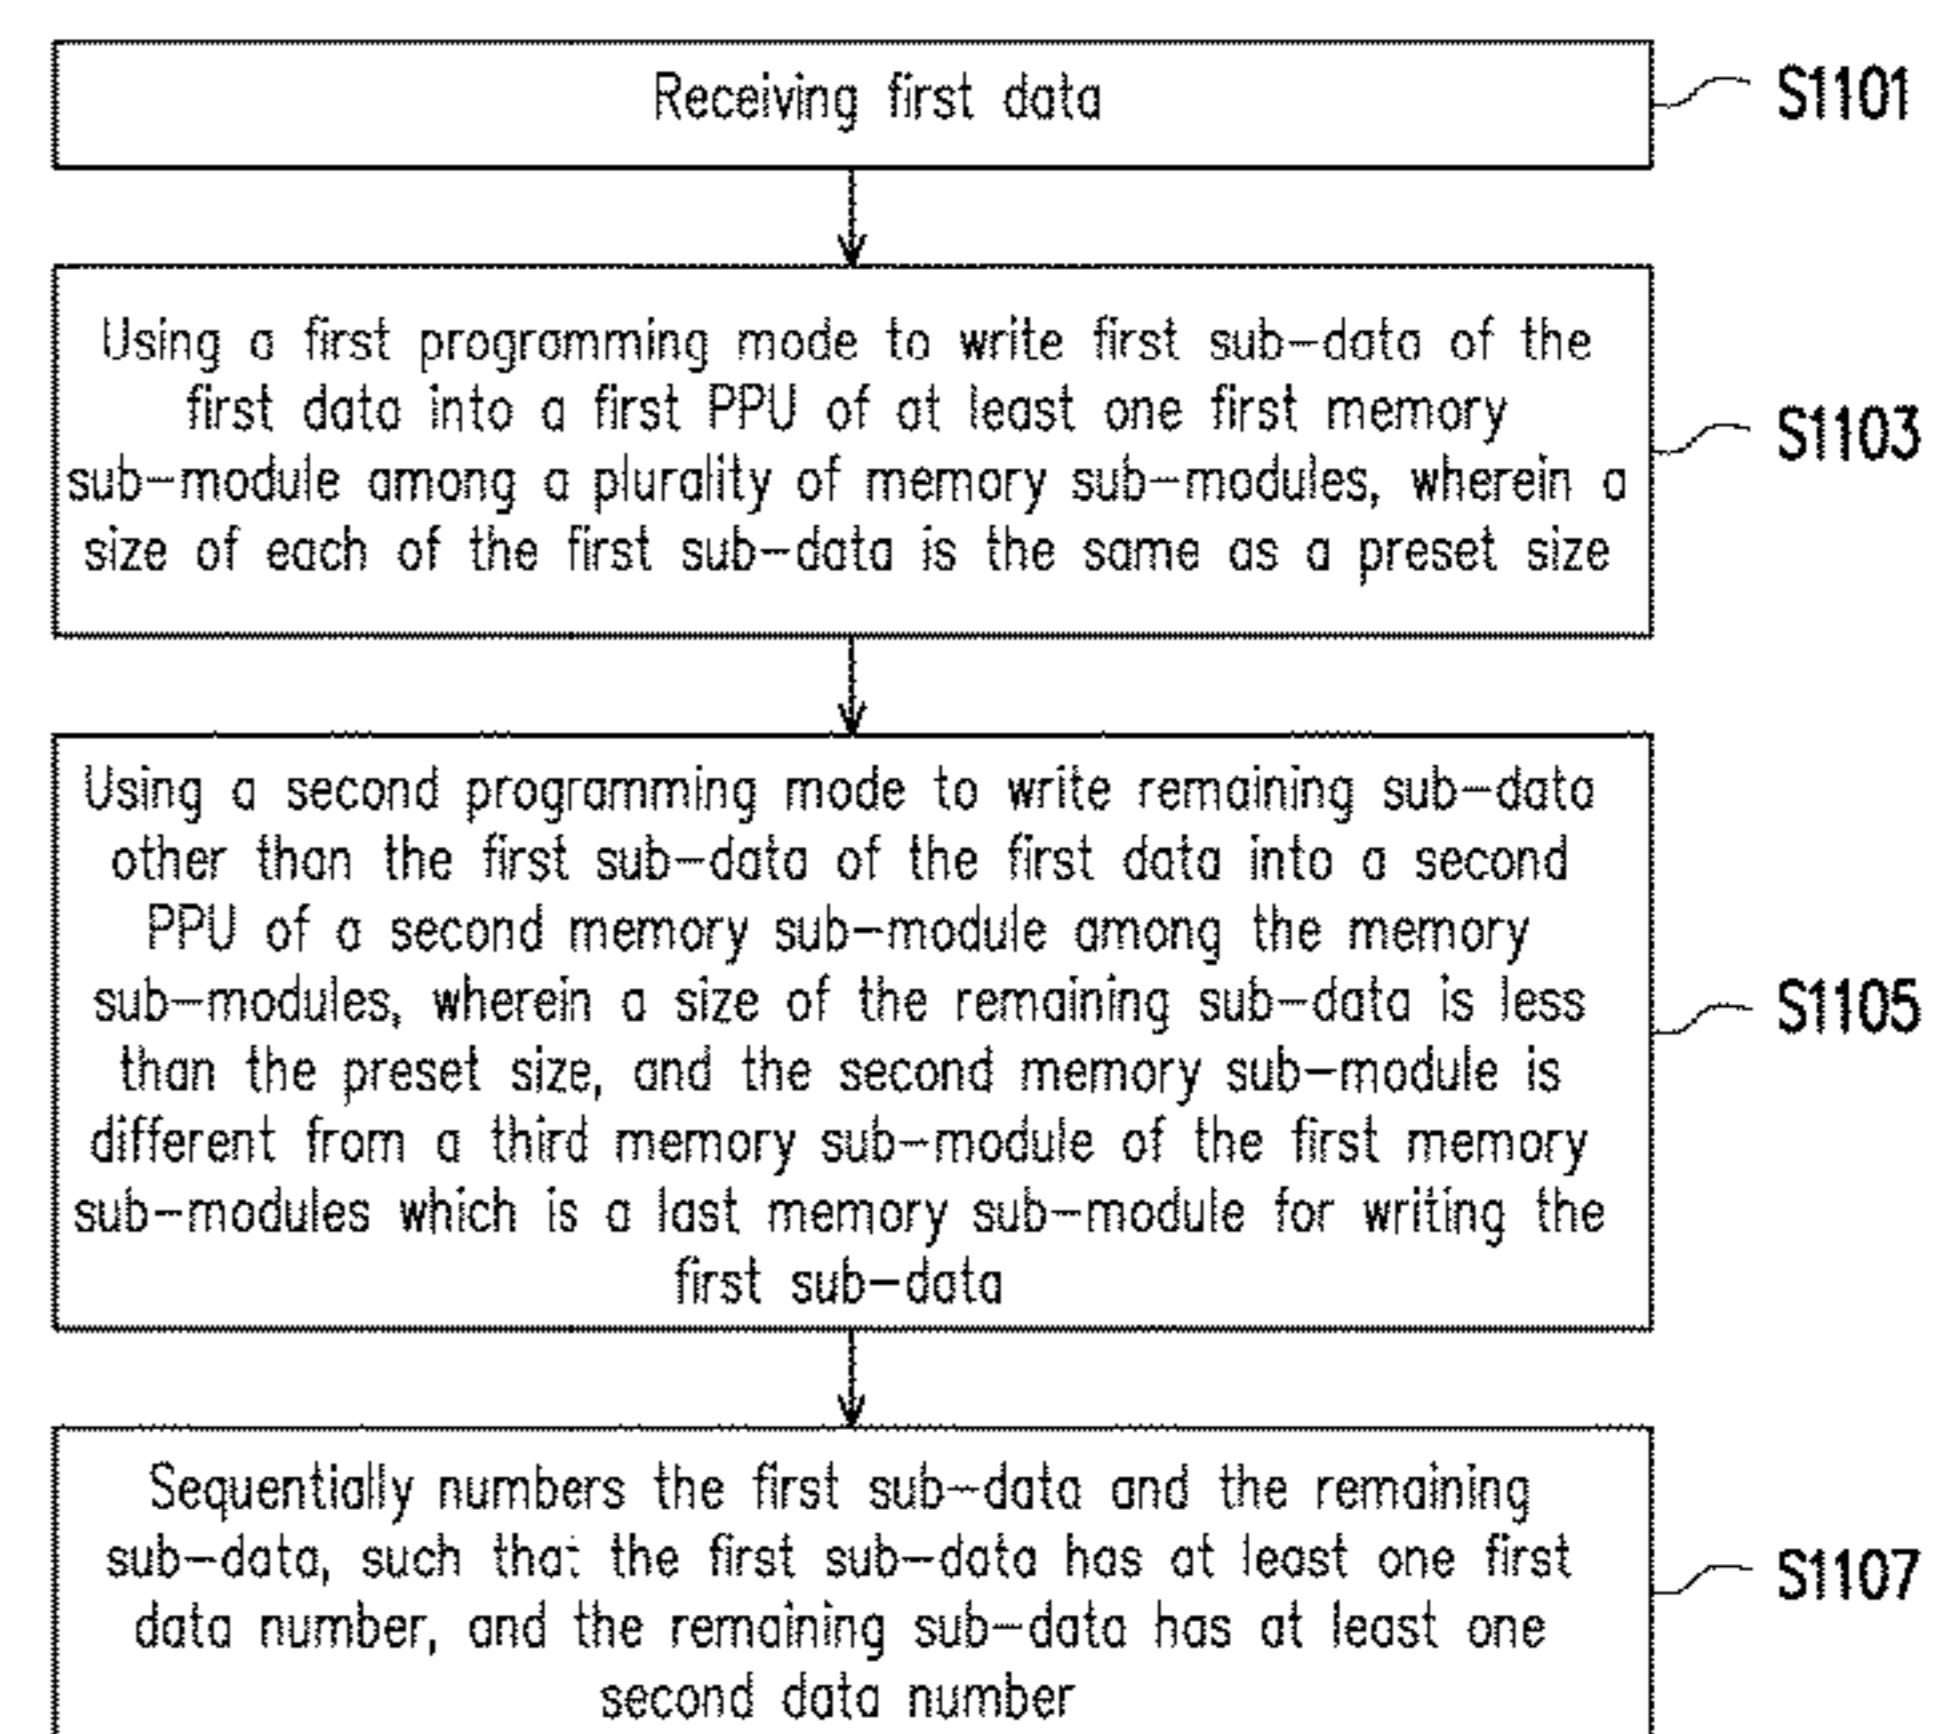 Receiving first data
S1101
Using a first programming mode to write first sub-data of the
first data into a first PPU of at least one first memory
sub-module among a plurality of memory sub-modules, wherein a
size of each of the first sub-data is the same as a preset size
S1103
Using a second programming mode to write remaining sub-data
other than the first sub-data of the first data into a second
PPU of a second memory sub-module among the memory
sub-modules, wherein a size of the remaining sub-data is less
than the preset size, and the second memory sub-module is
different from a third memory sub-module of the first memory
sub-modules which is a last memory sub-module for writing the
first sub-data
S1105
Sequentially numbers the first sub-data and the remaining
sub-data, such that the first sub-data has at least one first
data number, and the remaining sub-data has at least one
second data number
S1107